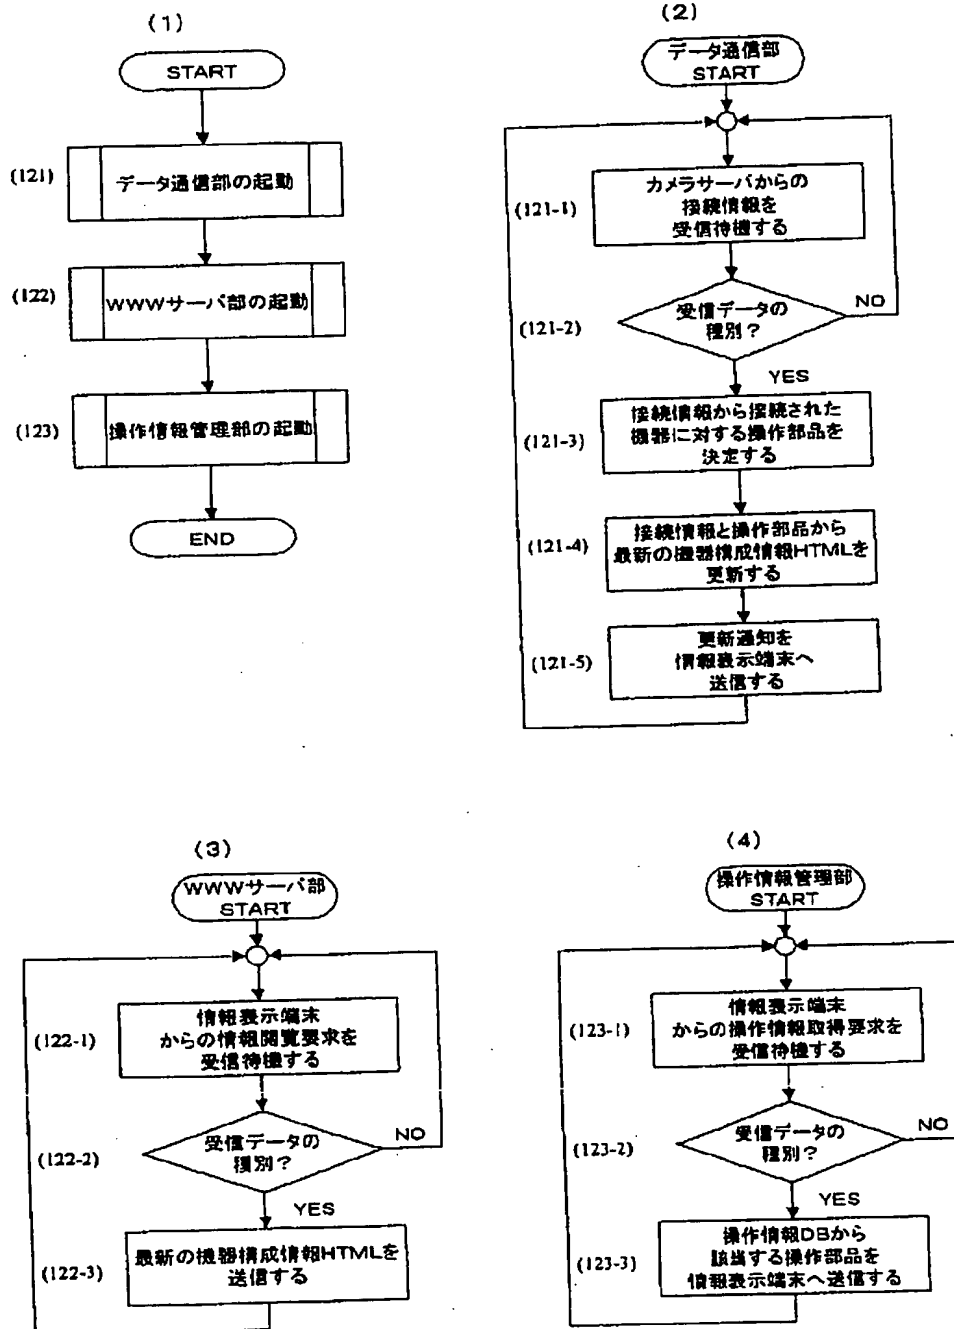 (1)
START
(121)
データ通信部の起動
(122)
WWWサーバ部の起動
(123)
操作情報管理部の起動
END
(2)
データ通信部
START
(121-1)
カメラサーバからの
接続情報を
受信待機する
(121-2)
受信データの
種別?
NO
YES
(121-3)
接続情報から接続された
機器に対する操作部品を
決定する
(121-4)
接続情報と操作部品から
最新の機器構成情報HTMLを
更新する
(121-5)
更新通知を
情報表示端末へ
送信する
(3)
WWWサーバ部
START
(122-1)
情報表示端末
からの情報閲覧要求を
受信待機する
(122-2)
受信データの
種別?
NO
YES
(122-3)
最新の機器構成情報HTMLを
送信する
(4)
操作情報管理部
START
(123-1)
情報表示端末
からの操作情報取得要求を
受信待機する
(123-2)
受信データの
種別?
NO
YES
(123-3)
操作情報DBから
該当する操作部品を
情報表示端末へ送信する